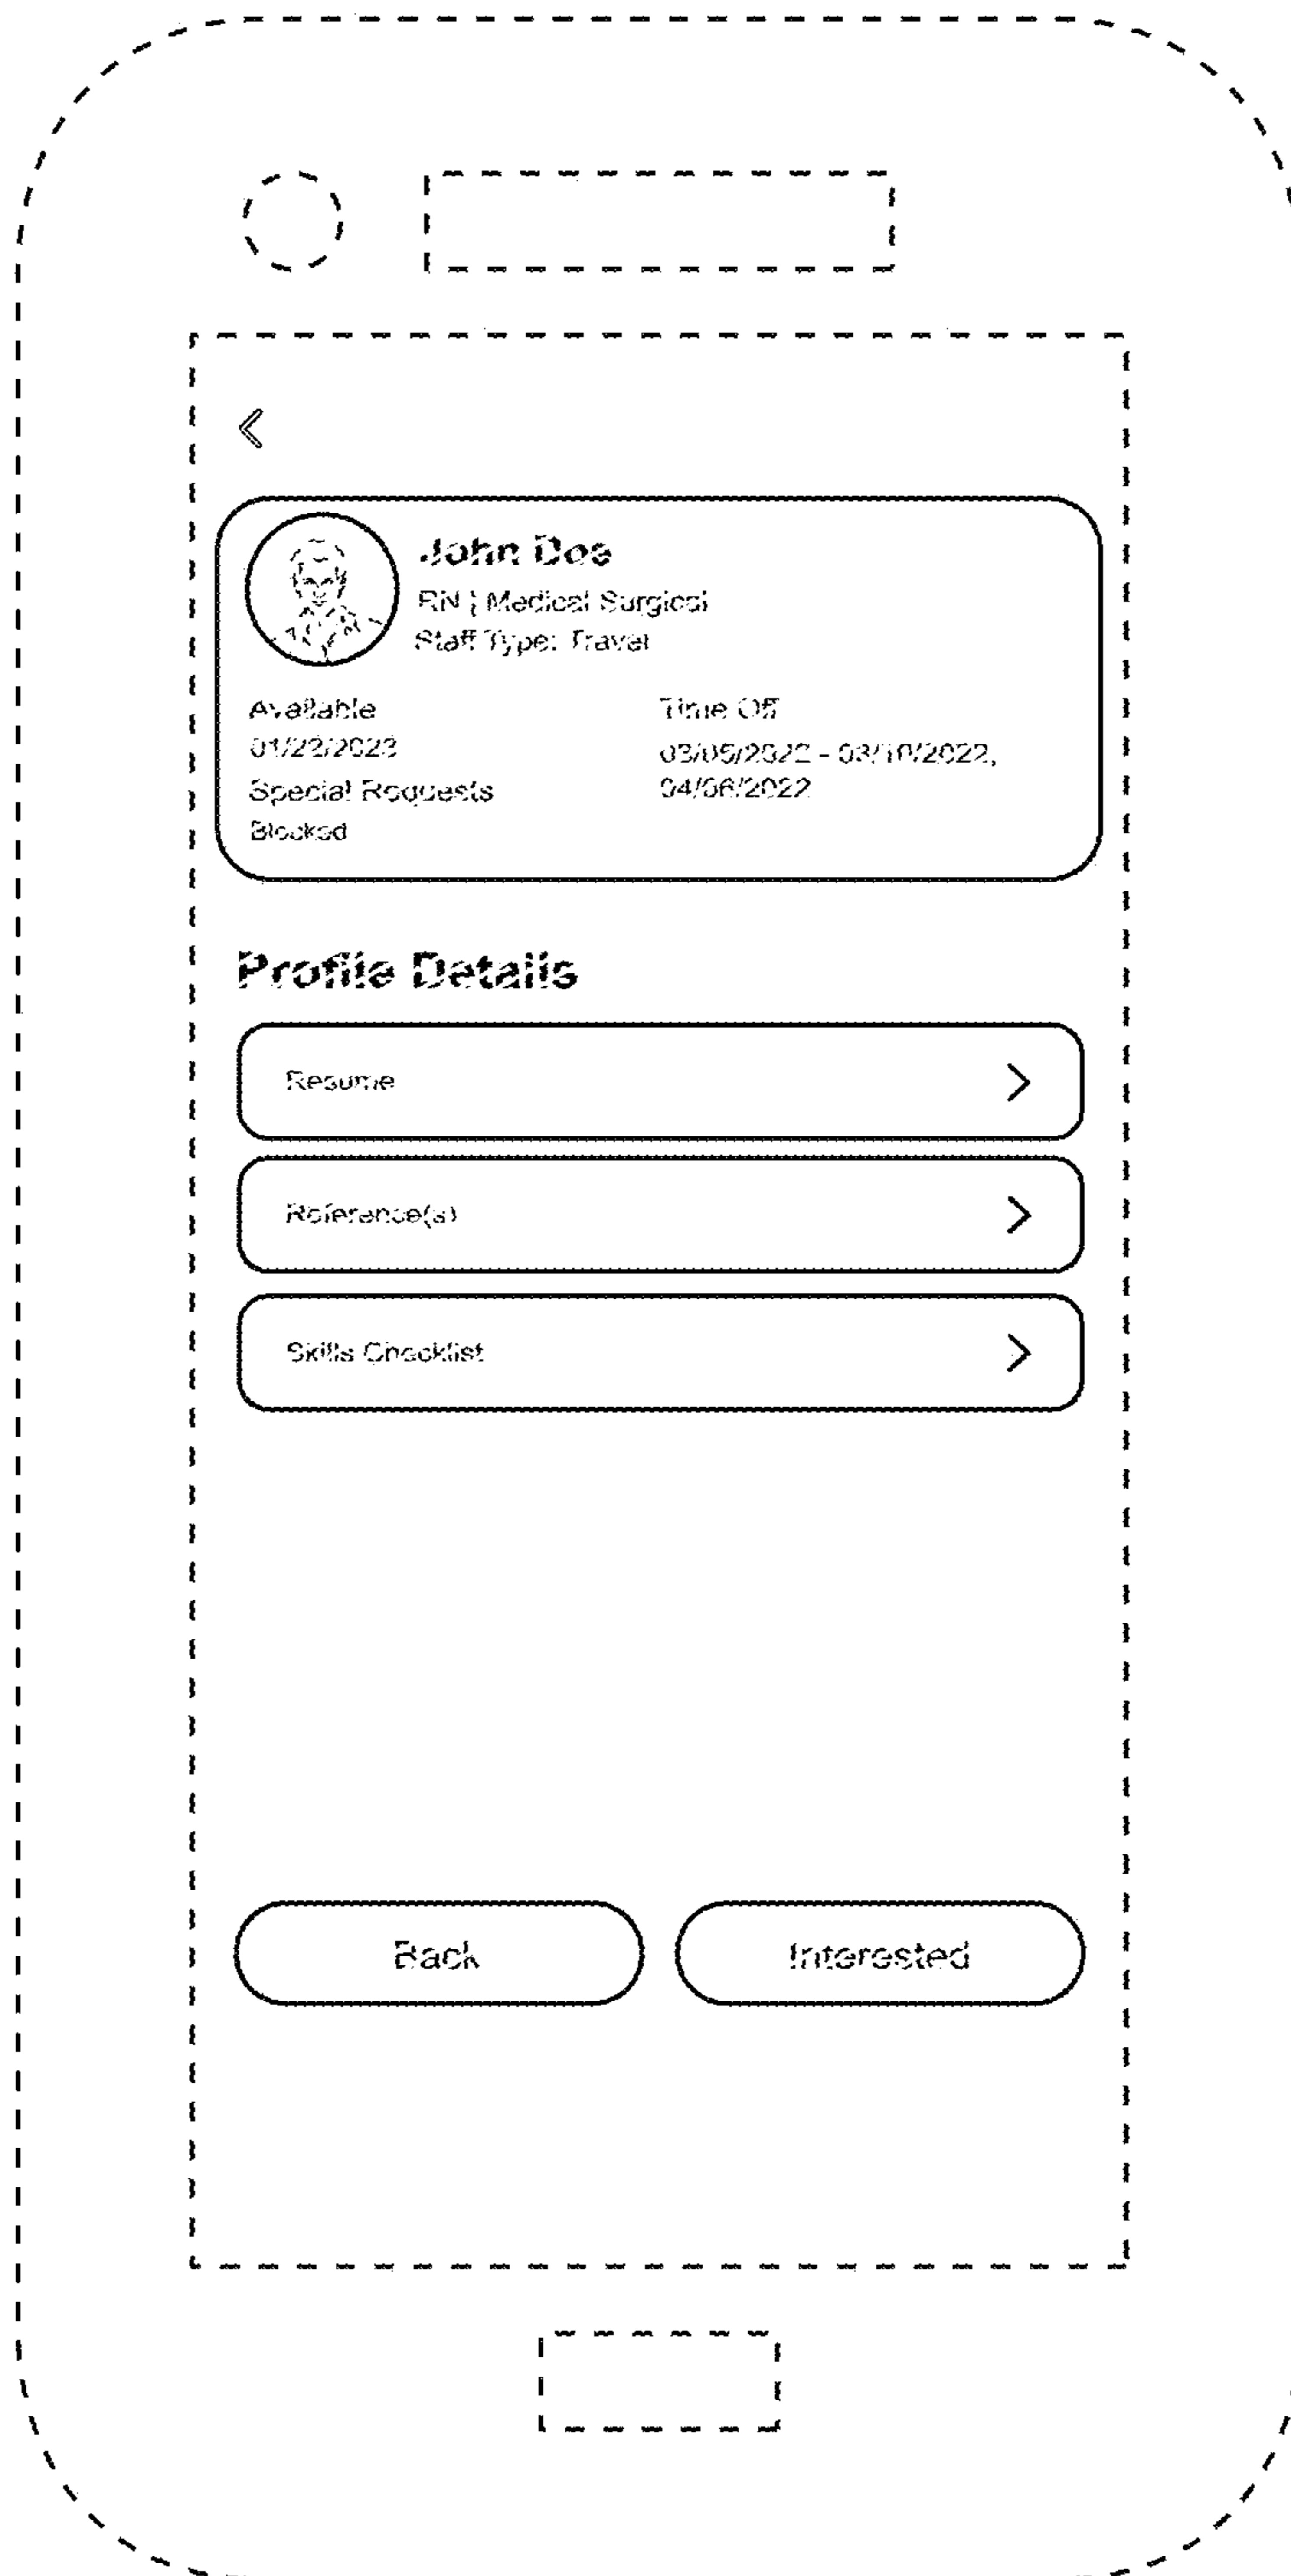 John Doe
RN | Medical Surgical
Staff Type: Travel
Available
Time Off
01/23/2023
03/05/2022 - 03/10/2022,
04/06/2022
Special Requests
Blocked
Profile Details
Resume
Reference(s)
Skills Checklist
Back
Interested